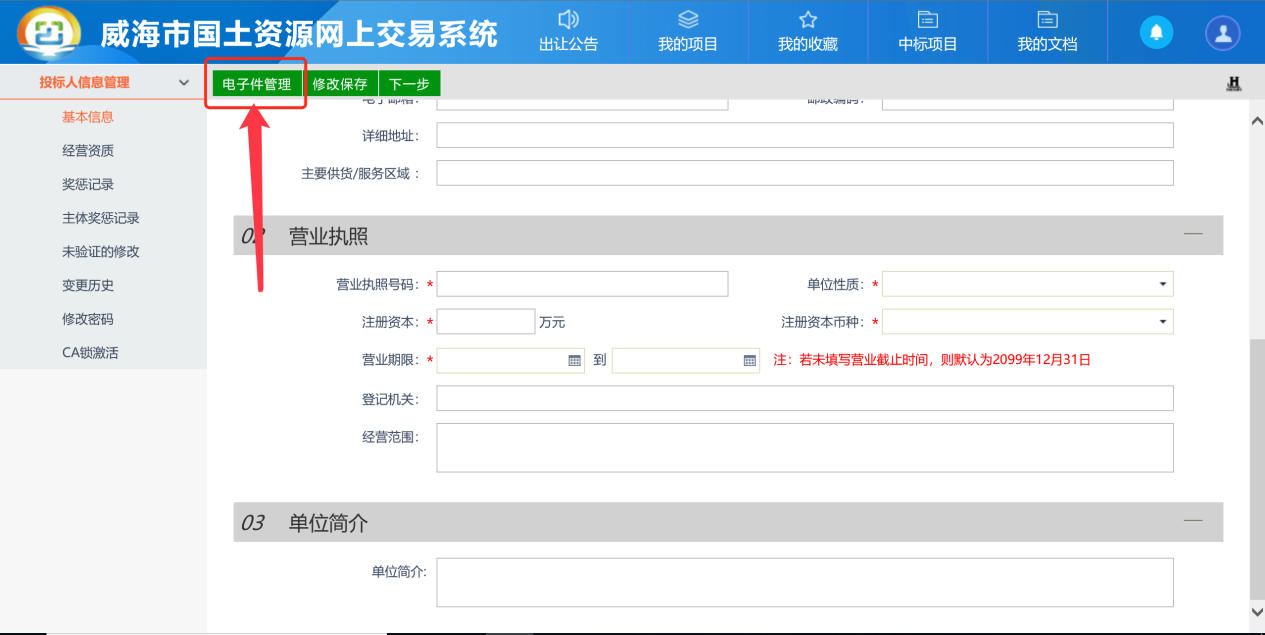 威海市国土资源网上交易系统
出让公告
我的项目
我的收藏
中标项目
我的文档
投标人信息管理
电子件管理
修改保存
下一步
基本信息
经营资质
奖惩记录
主体奖惩记录
未验证的修改
变更历史
修改密码
CA锁激活
电子邮箱：
邮政编码：
详细地址：
主要供货/服务区域：
02 营业执照
营业执照号码：*
单位性质：*
注册资本：* 万元
注册资本币种：*
营业期限：* 到 注：若未填写营业截止时间，则默认为2099年12月31日
登记机关：
经营范围：
03 单位简介
单位简介: